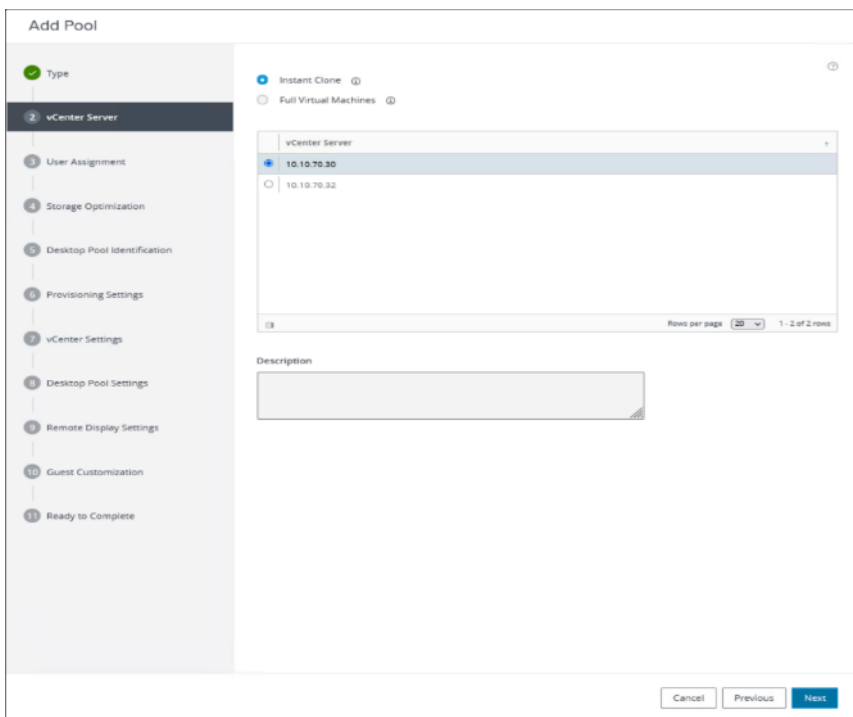 Add Pool
Type
2 vCenter Server
3 User Assignment
4 Storage Optimization
5 Desktop Pool Identification
6 Provisioning Settings
7 vCenter Settings
8 Desktop Pool Settings
9 Remote Display Settings
10 Guest Customization
11 Ready to Complete
Instant Clone
Full Virtual Machines
vCenter Server
10.10.70.30
10.10.70.32
Rows per page 20 1 - 2 of 2 rows
Description
Cancel Previous Next